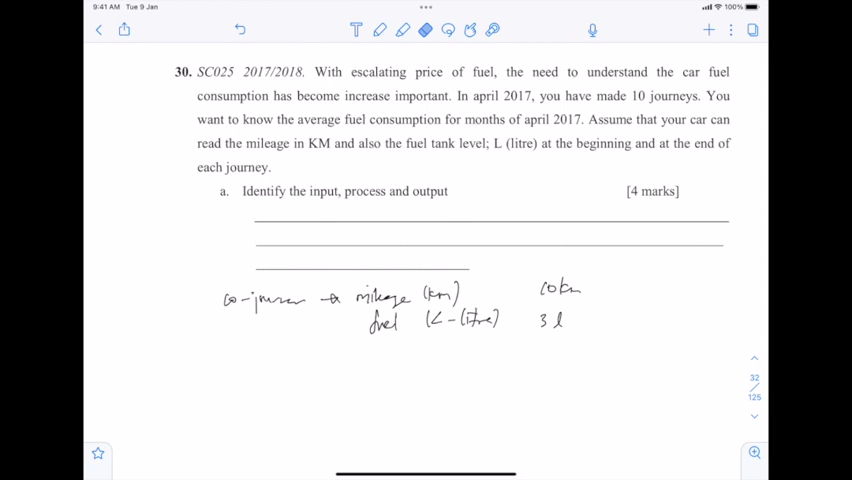 9:41 AM Tue 9 Jan
100%
30. SC025 2017/2018. With escalating price of fuel, the need to understand the car fuel
consumption has become increase important. In april 2017, you have made 10 journeys. You
want to know the average fuel consumption for months of april 2017. Assume that your car can
read the mileage in KM and also the fuel tank level; L (litre) at the beginning and at the end of
each journey.
a. Identify the input, process and output [4 marks]
→ mileage (km) 10 km
fuel (L - litre) 3 l
32
125